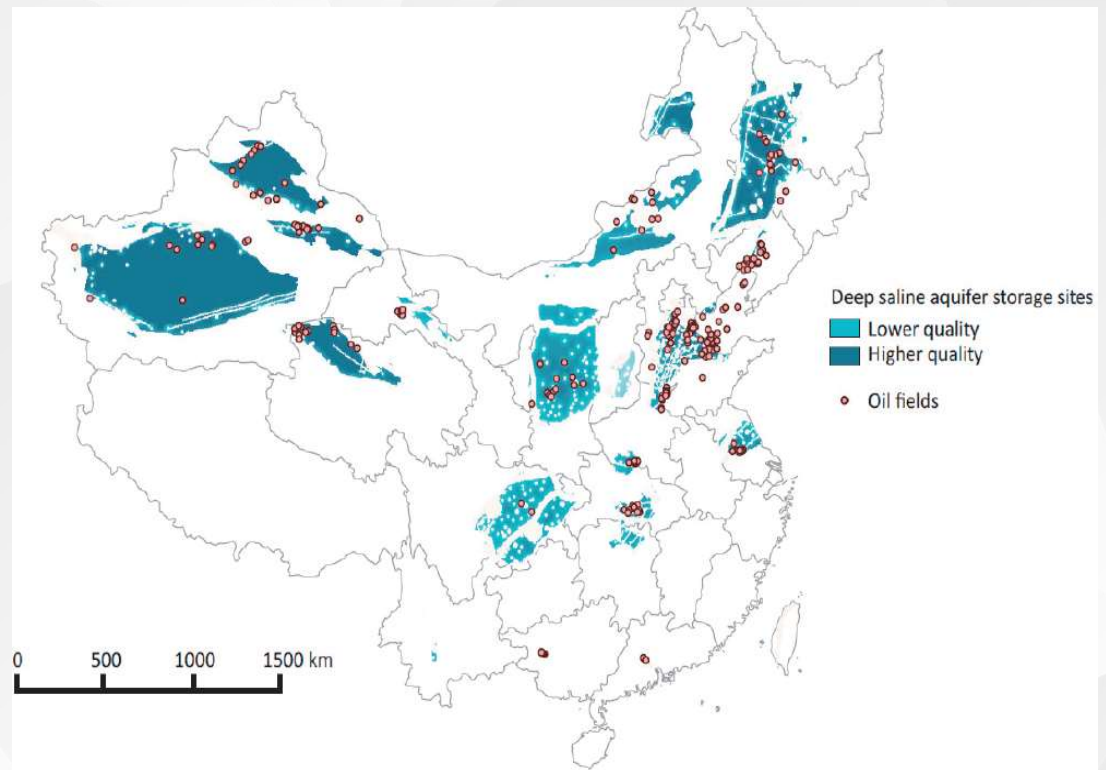 Deep saline aquifer storage sites
Lower quality
Higher quality
Oil fields
0 500 1000 1500 km